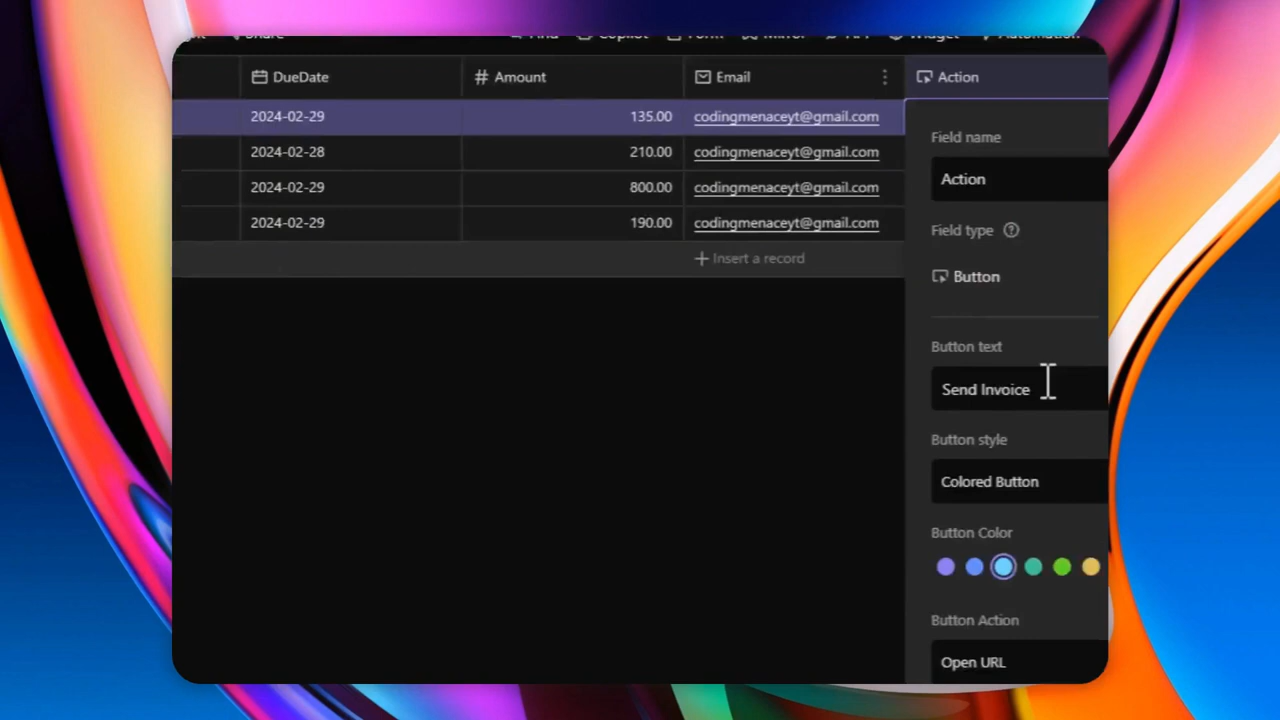 DueDate Amount Email Action
2024-02-29 135.00 codingmenaceyt@gmail.com
2024-02-28 210.00 codingmenaceyt@gmail.com
2024-02-29 800.00 codingmenaceyt@gmail.com
2024-02-29 190.00 codingmenaceyt@gmail.com
+ Insert a record
Field name
Action
Field type
Button
Button text
Send Invoice
Button style
Colored Button
Button Color
Button Action
Open URL